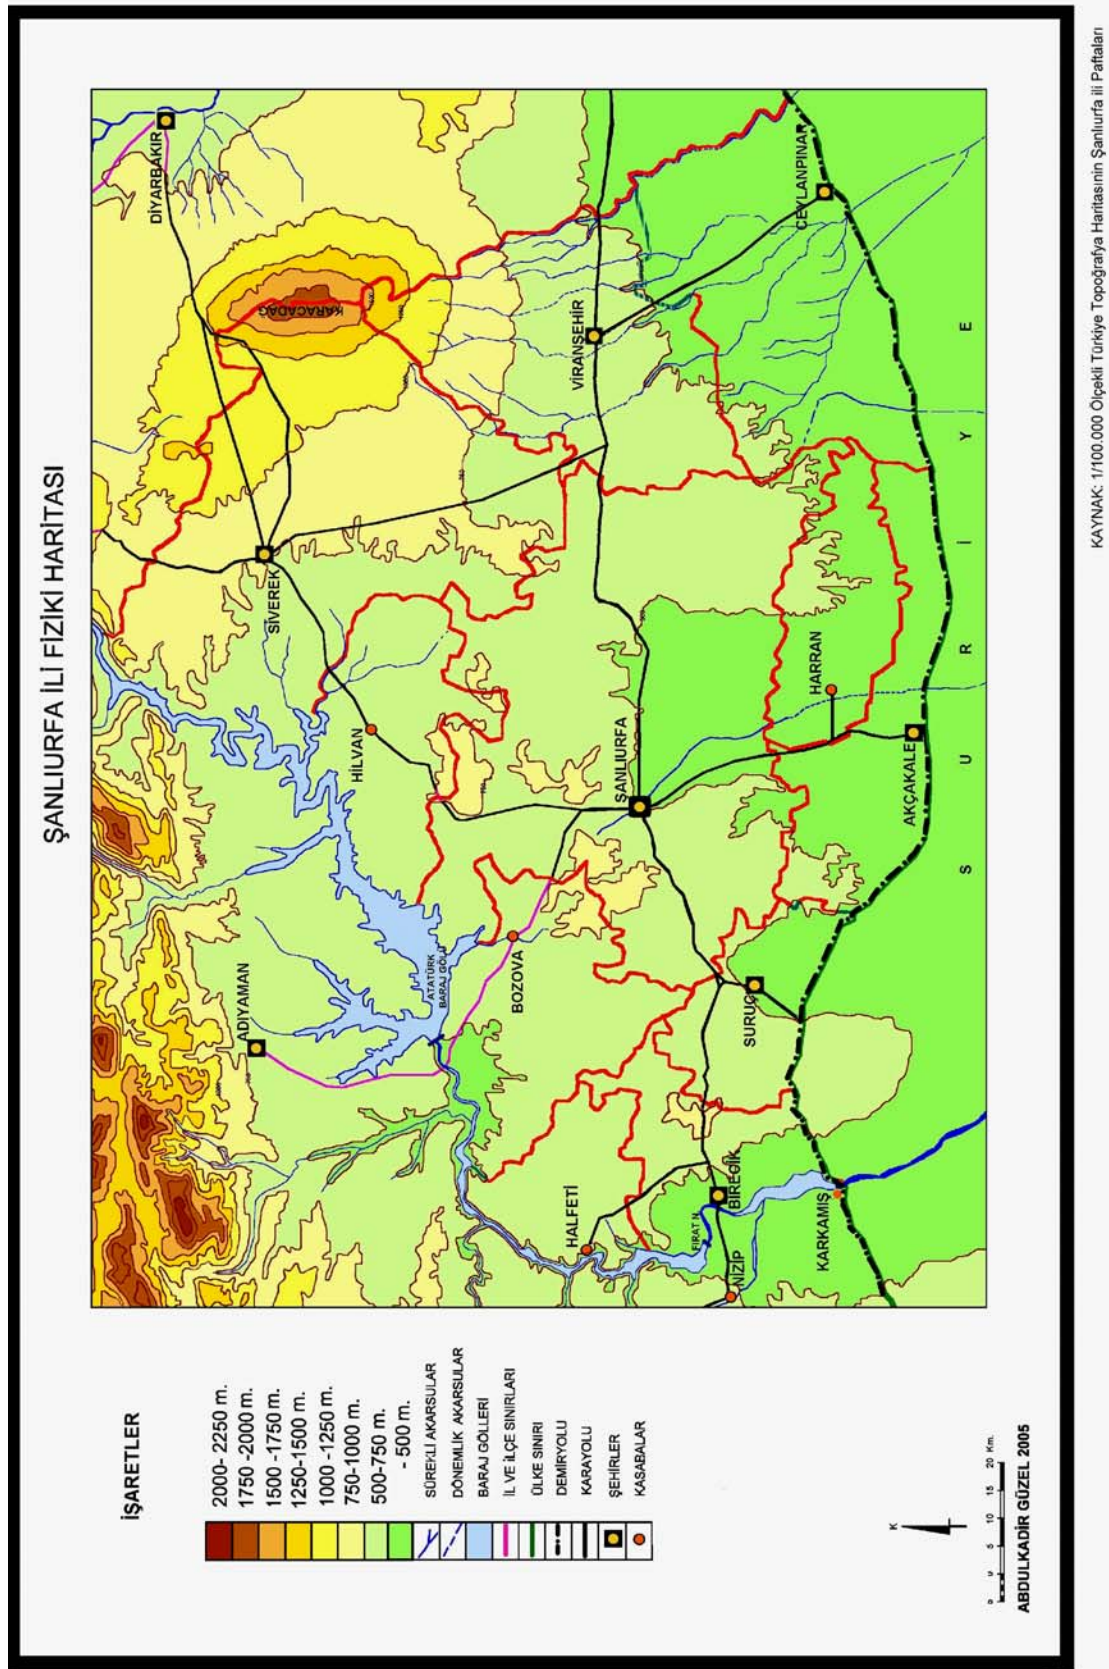 ŞANLIURFA İLİ FİZİKİ HARİTASI
DİYARBAKIR
KARACADAĞ
SİVEREK
HİLVAN
ADIYAMAN
ATATÜRK
BARAJ GÖLÜ
BOZOVA
VİRANŞEHİR
CEYLANPINAR
ŞANLIURFA
HARRAN
AKÇAKALE
SURUÇ
HALFETİ
BİRECİK
FIRAT N.
NİZİP
KARKAMIŞ
S U R İ Y E
İŞARETLER
2000- 2250 m.
1750 -2000 m.
1500 -1750 m.
1250-1500 m.
1000 -1250 m.
750-1000 m.
500-750 m.
- 500 m.
SÜREKLİ AKARSULAR
DÖNEMLİK AKARSULAR
BARAJ GÖLLERİ
İL VE İLÇE SINIRLARI
ÜLKE SINIRI
DEMİRYOLU
KARAYOLU
ŞEHİRLER
KASABALAR
K
0 5 10 15 20 Km.
ABDULKADİR GÜZEL 2005
KAYNAK: 1/100.000 Ölçekli Türkiye Topoğrafya Haritasının Şanlıurfa ili Paftaları